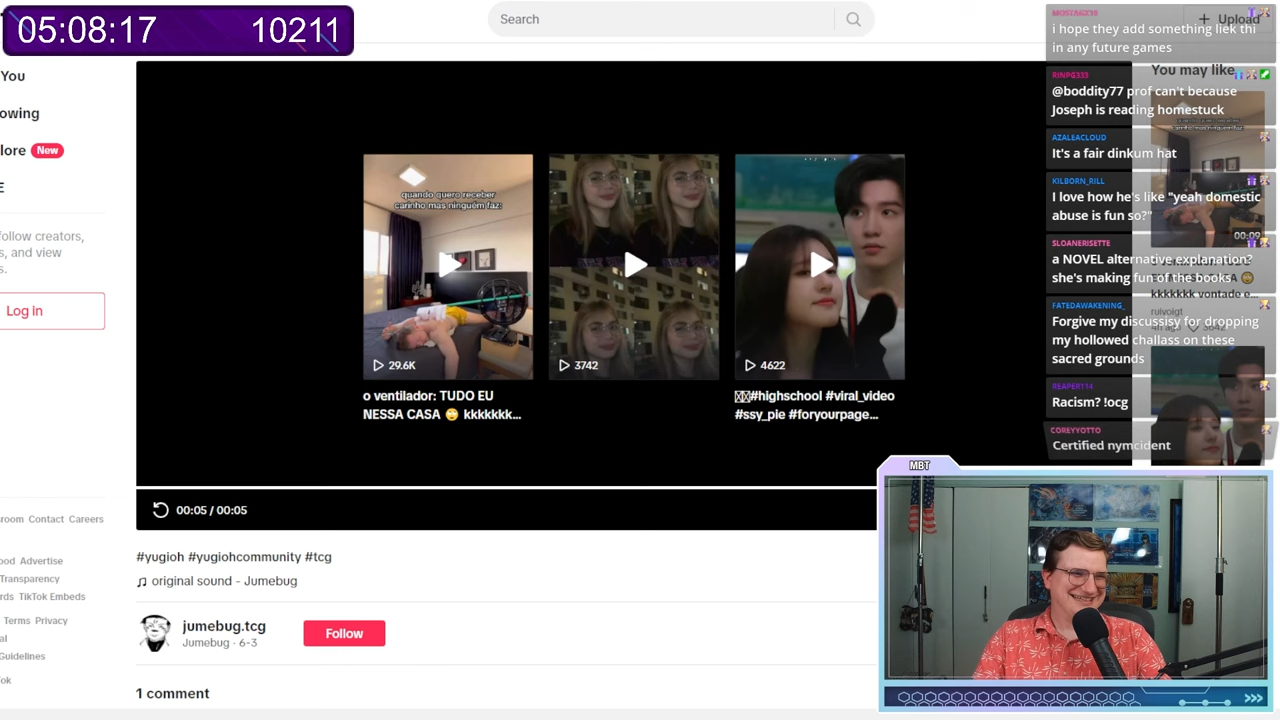 05:08:17
10211
Search
Upload
You
owing
lore New
E
follow creators,
s, and view
s.
Log in
quando quero receber
carinho mas ninguém faz:
29.6K
3742
4622
o ventilador: TUDO EU
NESSA CASA 🙄 kkkkkkk...
#highschool #viral_video
#ssy_pie #foryourpage...
00:05 / 00:05
#yugioh #yugiohcommunity #tcg
original sound - Jumebug
jumebug.tcg
Jumebug · 6-3
Follow
1 comment
room Contact Careers
ood Advertise
Transparency
rds TikTok Embeds
Terms Privacy
al
Guidelines
Tok
You may like
00:09
kkkkkkk vontade e...
ruivoigt
i hope they add something liek thi
in any future games
RINPG333
@boddity77 prof can't because
Joseph is reading homestuck
AZALEACLOUD
It's a fair dinkum hat
KILBORN_RILL
I love how he's like "yeah domestic
abuse is fun so?"
SLOANERISETTE
a NOVEL alternative explanation?
she's making fun of the books
FATEDAWAKENING_
Forgive my discussisy for dropping
my hollowed challass on these
sacred grounds
REAPER114
Racism? !ocg
COREYYOTTO
Certified nymcident
MBT